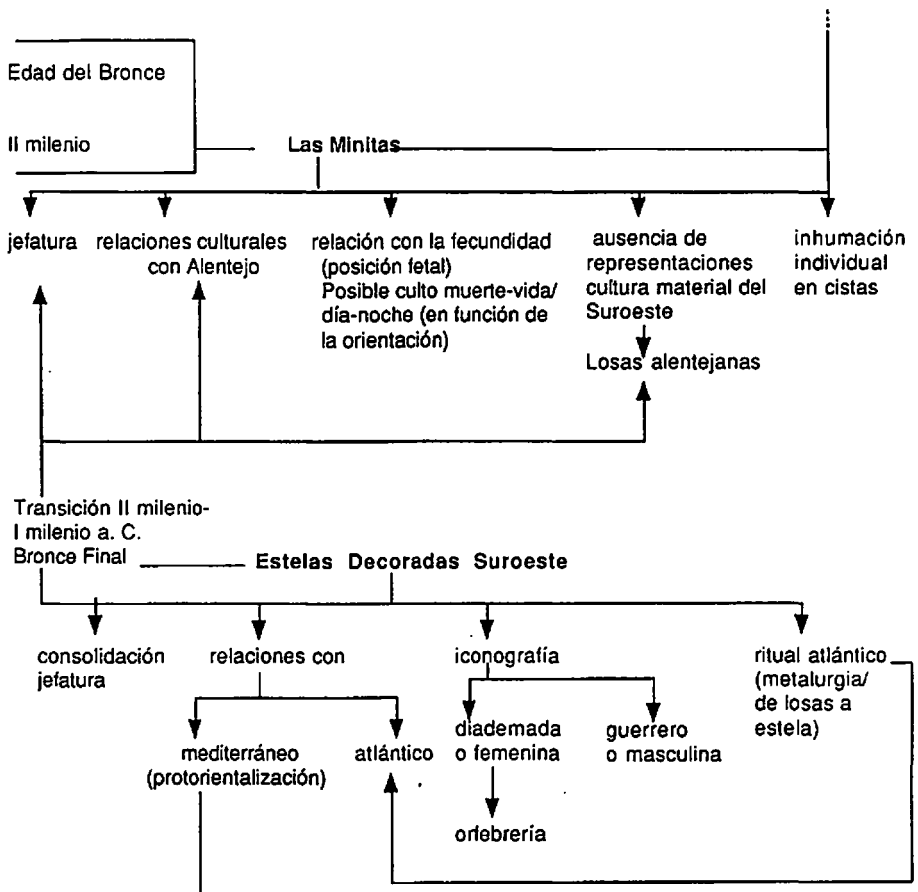 Edad del Bronce
II milenio
Las Minitas
jefatura
relaciones culturales
con Alentejo
relación con la fecundidad
(posición fetal)
Posible culto muerte-vida/
día-noche (en función de
la orientación)
ausencia de
representaciones
cultura material del
Suroeste
Losas alentejanas
inhumación
individual
en cistas
Transición II milenio-
I milenio a. C.
Bronce Final
Estelas Decoradas Suroeste
consolidación
jefatura
relaciones con
mediterráneo
(protorientalización)
atlántico
iconografía
diademada
o femenina
orfebrería
guerrero
o masculina
ritual atlántico
(metalurgia/
de losas a
estela)